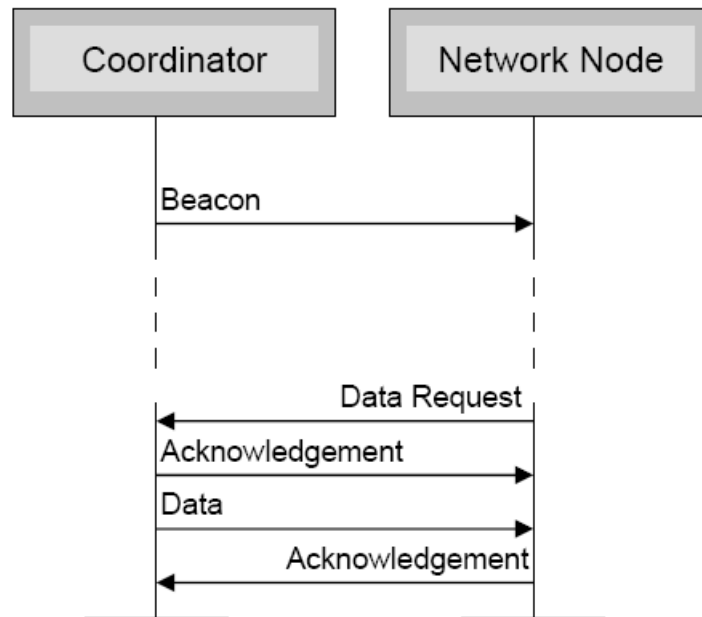 Coordinator
Network Node
Beacon
Data Request
Acknowledgement
Data
Acknowledgement